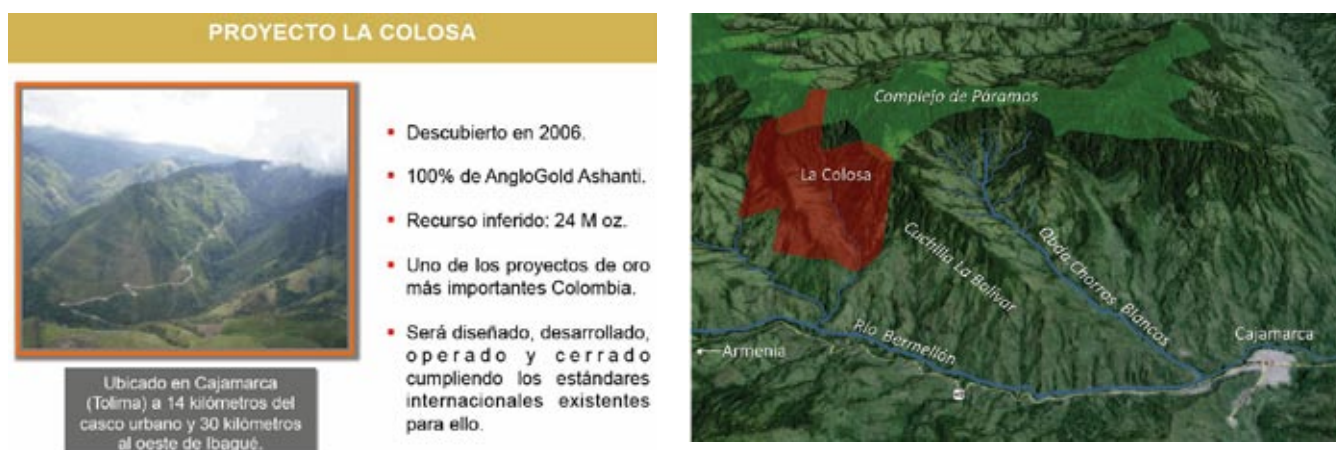 PROYECTO LA COLOSA
Descubierto en 2006.
100% de AngloGold Ashanti.
Recurso inferido: 24 M oz.
Uno de los proyectos de oro
más importantes Colombia.
Será diseñado, desarrollado,
operado y cerrado
cumpliendo los estándares
internacionales existentes
para ello.
Ubicado en Cajamarca
(Tolima) a 14 kilómetros del
casco urbano y 30 kilómetros
al oeste de Ibagué.
Complejo de Páramos
La Colosa
Cuchilla La Bolívar
Qbda Chorros Blancos
Río Bermellón
Cajamarca
Armenia